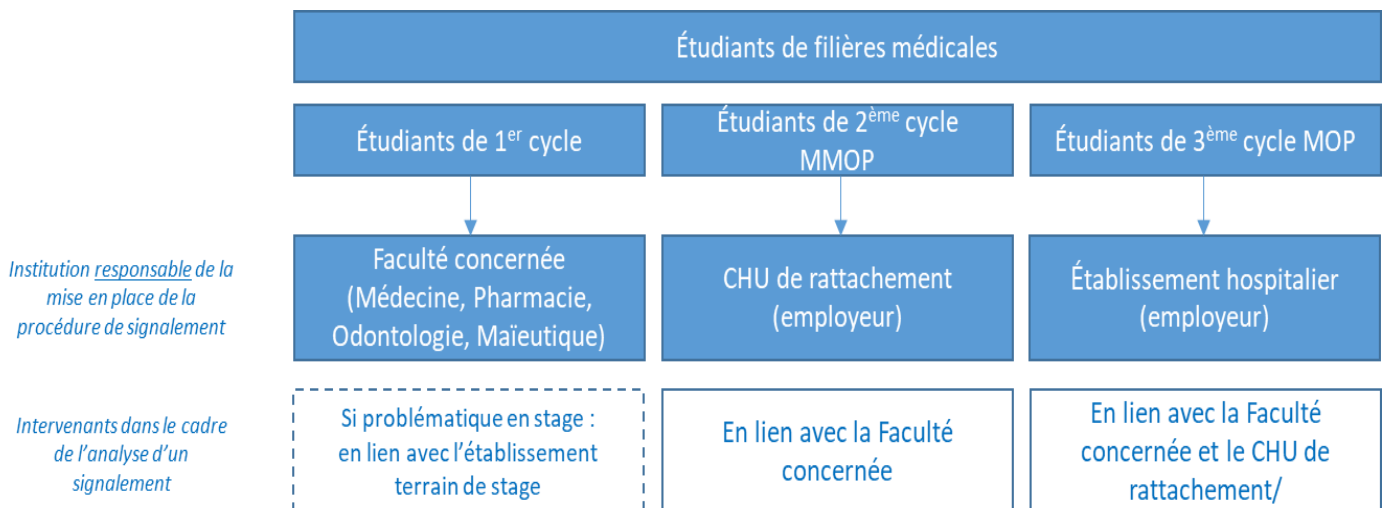 Étudiants de filières médicales
Étudiants de 1er cycle
Étudiants de 2ème cycle
MMOP
Étudiants de 3ème cycle MOP
Institution responsable de la
mise en place de la
procédure de signalement
Faculté concernée
(Médecine, Pharmacie,
Odontologie, Maïeutique)
CHU de rattachement
(employeur)
Établissement hospitalier
(employeur)
Intervenants dans le cadre
de l'analyse d'un
signalement
Si problématique en stage :
en lien avec l'établissement
terrain de stage
En lien avec la Faculté
concernée
En lien avec la Faculté
concernée et le CHU de
rattachement/